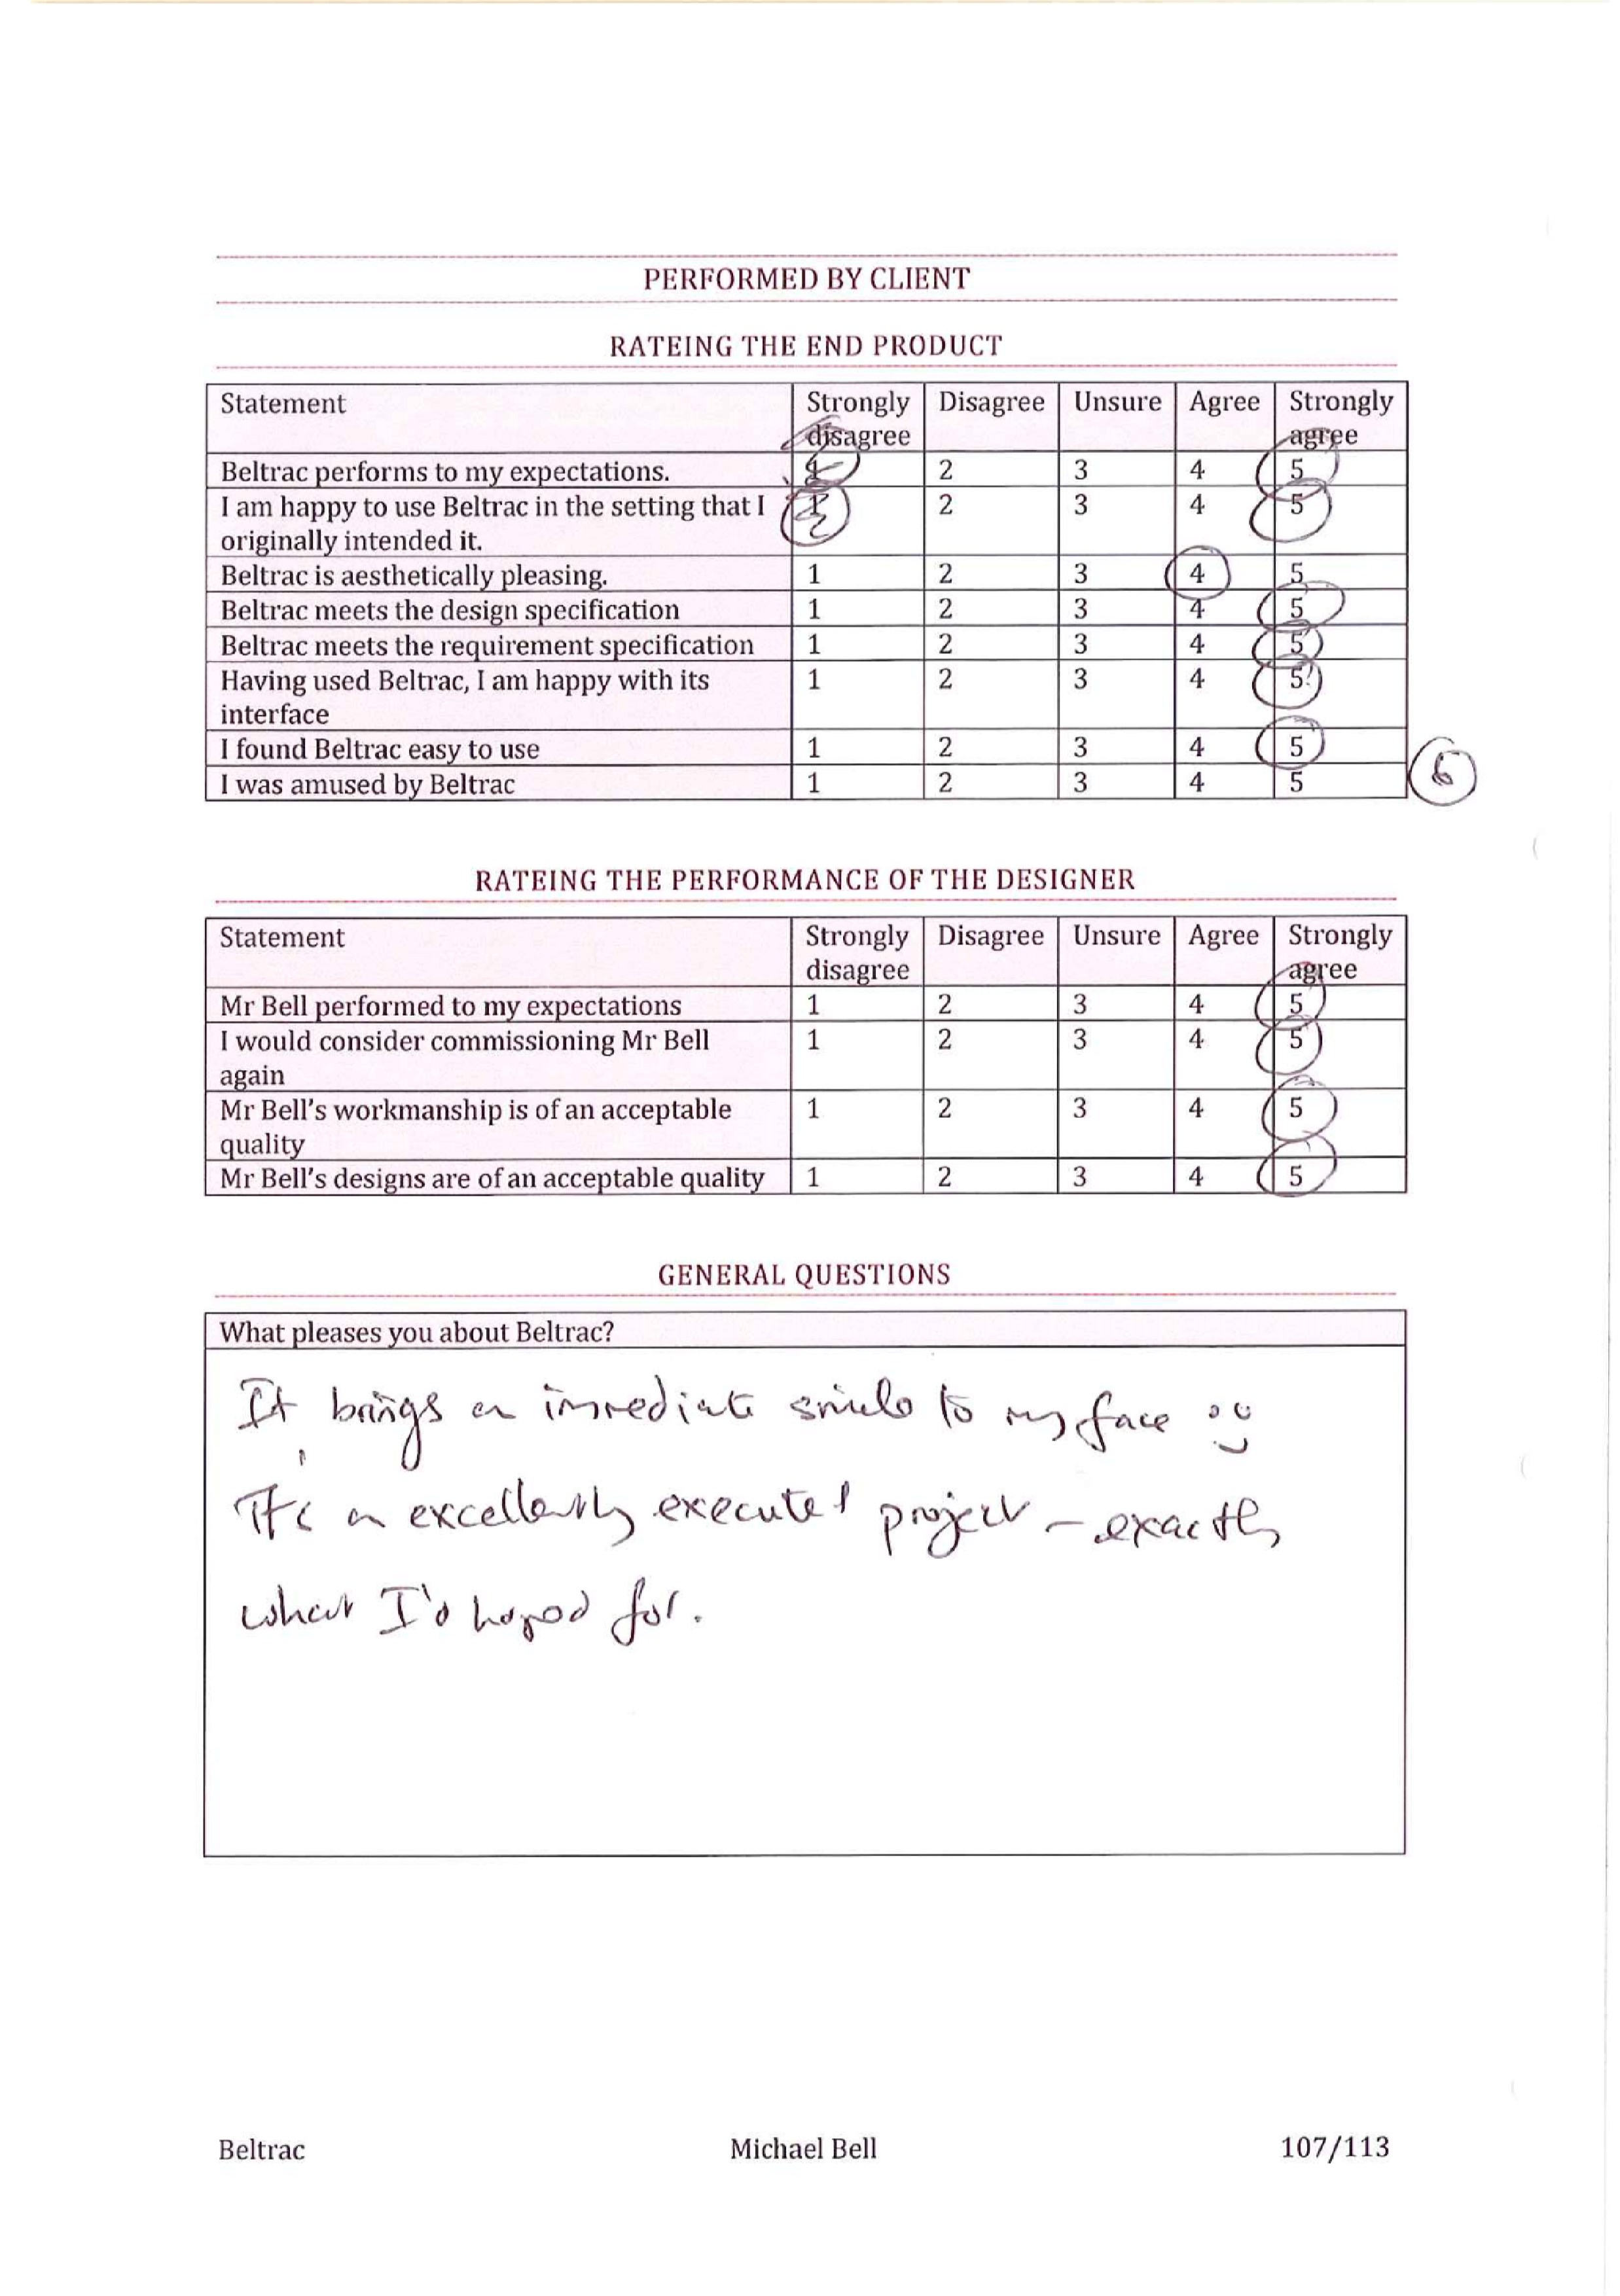 PERFORMED BY CLIENT
RATEING THE END PRODUCT
Statement Strongly Disagree Unsure Agree Strongly
disagree agree
Beltrac performs to my expectations. 1 2 3 4 5
I am happy to use Beltrac in the setting that I 1 2 3 4 5
originally intended it.
Beltrac is aesthetically pleasing. 1 2 3 4 5
Beltrac meets the design specification 1 2 3 4 5
Beltrac meets the requirement specification 1 2 3 4 5
Having used Beltrac, I am happy with its 1 2 3 4 5
interface
I found Beltrac easy to use 1 2 3 4 5
I was amused by Beltrac 1 2 3 4 5 6
RATEING THE PERFORMANCE OF THE DESIGNER
Statement Strongly Disagree Unsure Agree Strongly
disagree agree
Mr Bell performed to my expectations 1 2 3 4 5
I would consider commissioning Mr Bell 1 2 3 4 5
again
Mr Bell's workmanship is of an acceptable 1 2 3 4 5
quality
Mr Bell's designs are of an acceptable quality 1 2 3 4 5
GENERAL QUESTIONS
What pleases you about Beltrac?
It brings an immediate smile to my face :)
It's an excellently executed project – exactly
what I'd hoped for.
Beltrac Michael Bell 107/113